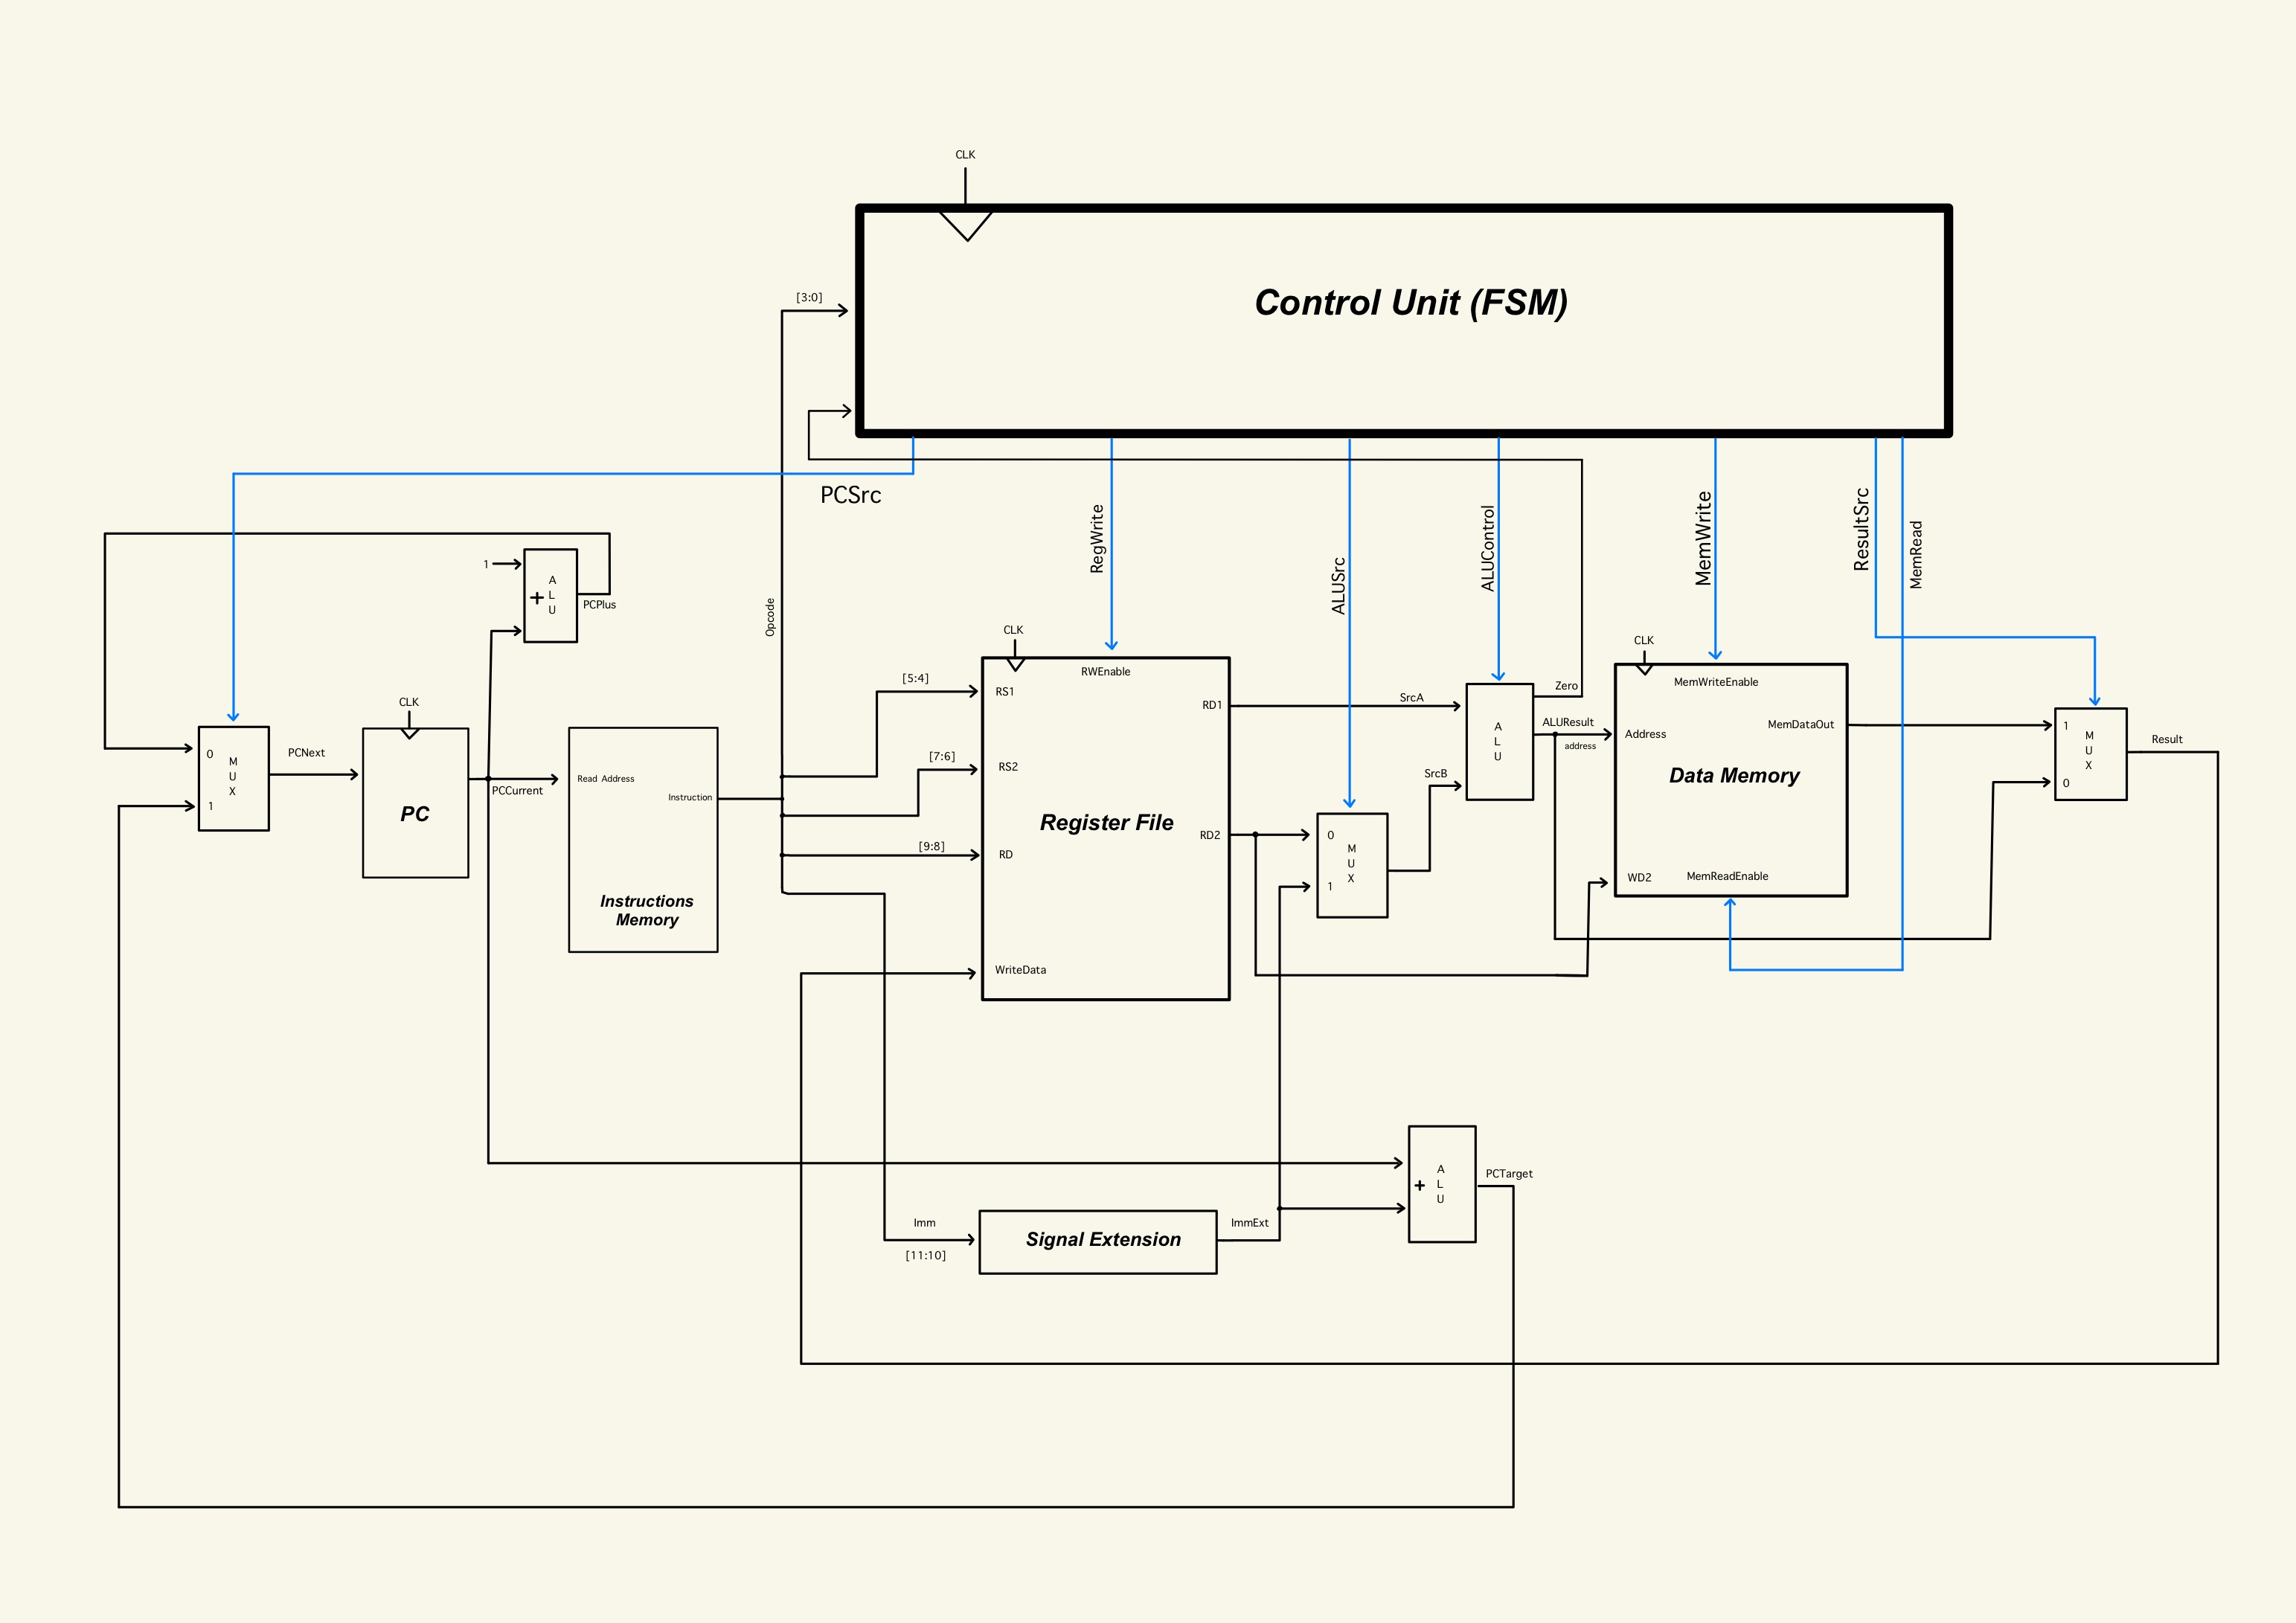 CLK
[3:0]
Control Unit (FSM)
PCSrc
RegWrite
ALUSrc
ALUControl
MemWrite
ResultSrc
MemRead
1
+
A
L
U
PCPlus
Opcode
CLK
0
M
U
X
1
PCNext
CLK
PC
PCCurrent
Read Address
Instruction
Instructions
Memory
[5:4]
[7:6]
[9:8]
CLK
RWEnable
RS1
RD1
RS2
Register File
RD2
RD
WriteData
SrcA
SrcB
0
M
U
X
1
A
L
U
Zero
ALUResult
address
CLK
MemWriteEnable
MemDataOut
Address
Data Memory
WD2
MemReadEnable
1
M
U
X
0
Result
Imm
[11:10]
Signal Extension
ImmExt
+
A
L
U
PCTarget